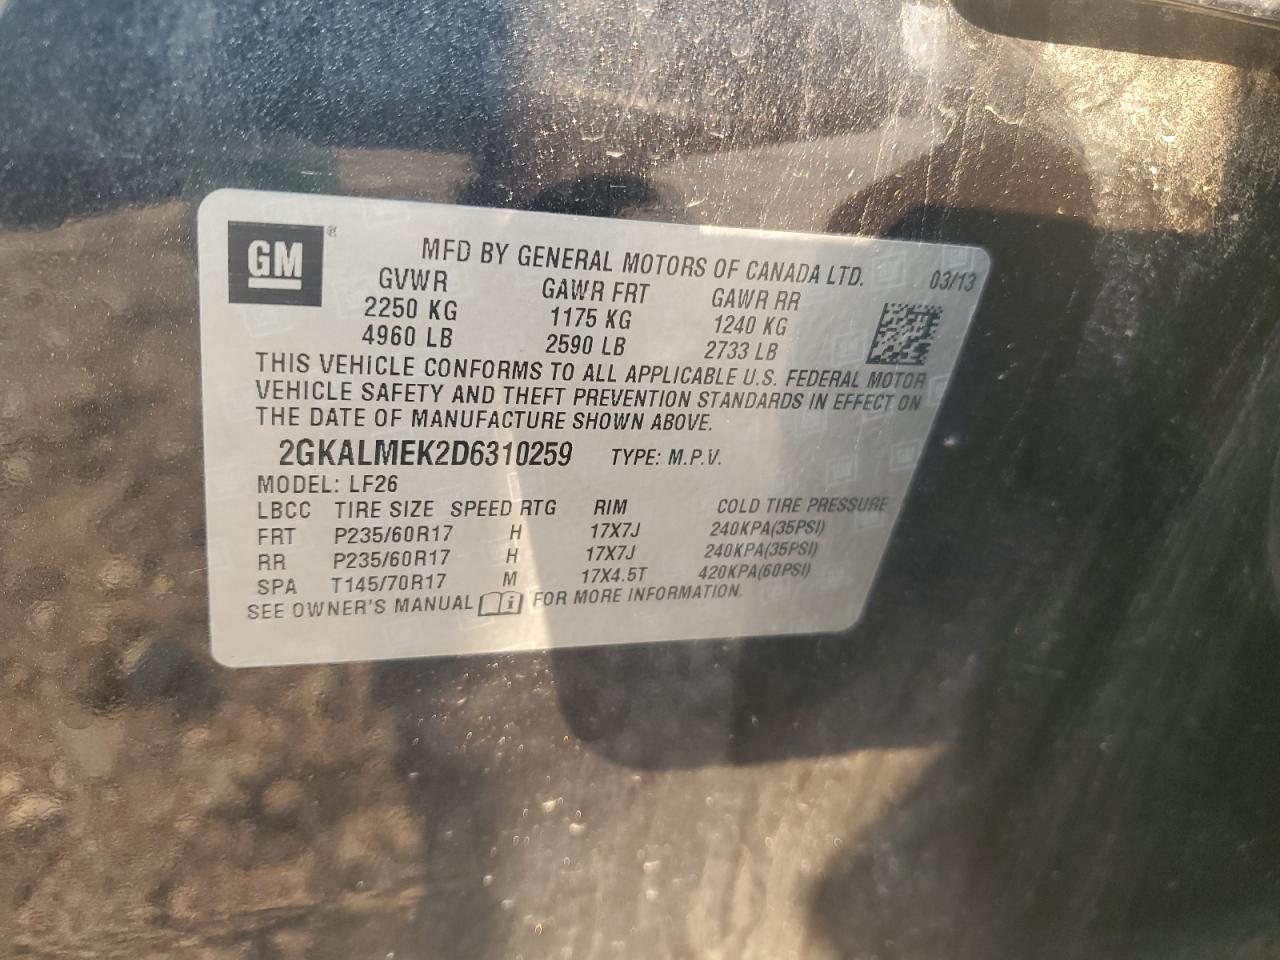 GM ®
MFD BY GENERAL MOTORS OF CANADA LTD. 03/13
GVWR GAWR FRT GAWR RR
2250 KG 1175 KG 1240 KG
4960 LB 2590 LB 2733 LB
THIS VEHICLE CONFORMS TO ALL APPLICABLE U.S. FEDERAL MOTOR
VEHICLE SAFETY AND THEFT PREVENTION STANDARDS IN EFFECT ON
THE DATE OF MANUFACTURE SHOWN ABOVE.
2GKALMEK2D6310259 TYPE: M.P.V.
MODEL: LF26
LBCC TIRE SIZE SPEED RTG RIM COLD TIRE PRESSURE
FRT P235/60R17 H 17X7J 240KPA(35PSI)
RR P235/60R17 H 17X7J 240KPA(35PSI)
SPA T145/70R17 M 17X4.5T 420KPA(60PSI)
SEE OWNER'S MANUAL i FOR MORE INFORMATION.